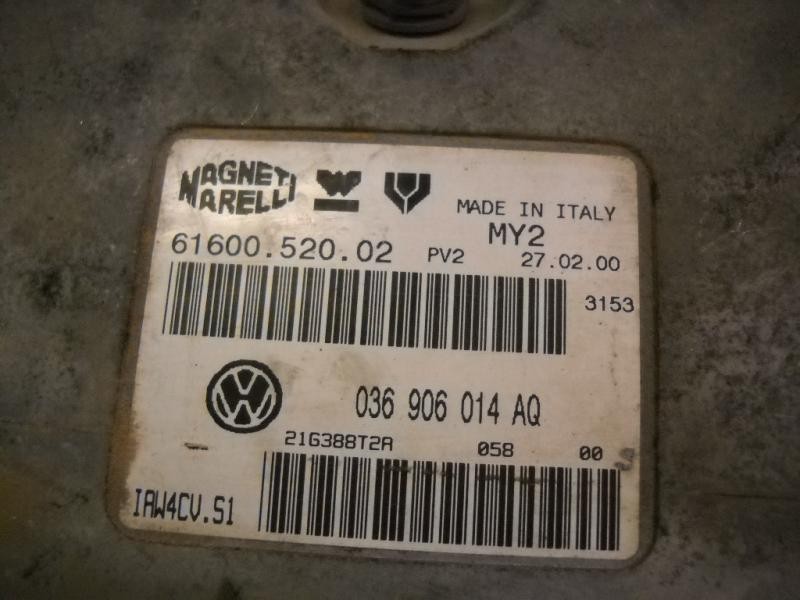 MAGNETI
MARELLI
MADE IN ITALY
61600.520.02 PV2 MY2 27.02.00
3153
036 906 014 AQ
21G388T2A 058 00
IAW4CV.S1